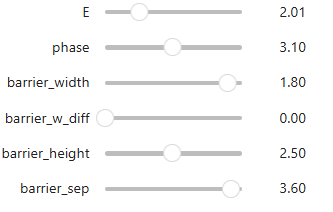 E 2.01
phase 3.10
barrier_width 1.80
barrier_w_diff 0.00
barrier_height 2.50
barrier_sep 3.60